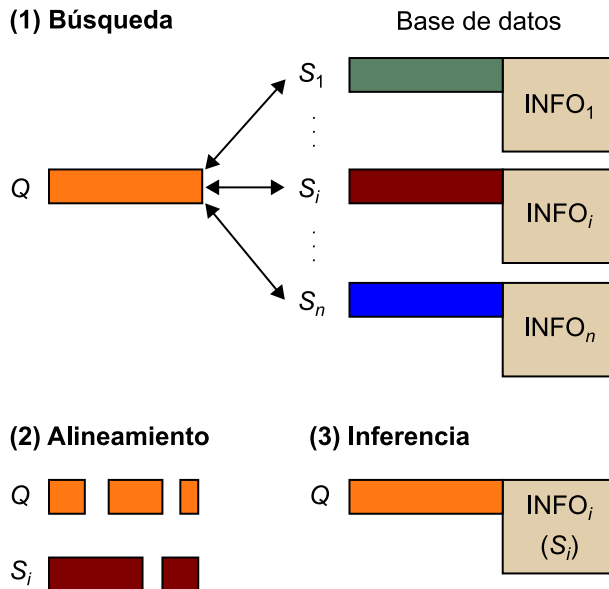 (1) Búsqueda
Base de datos
S1
INFO1
.
.
.
Q
Si
INFOi
.
.
.
Sn
INFOn
(2) Alineamiento
(3) Inferencia
Q
Q
INFOi
(Si)
Si